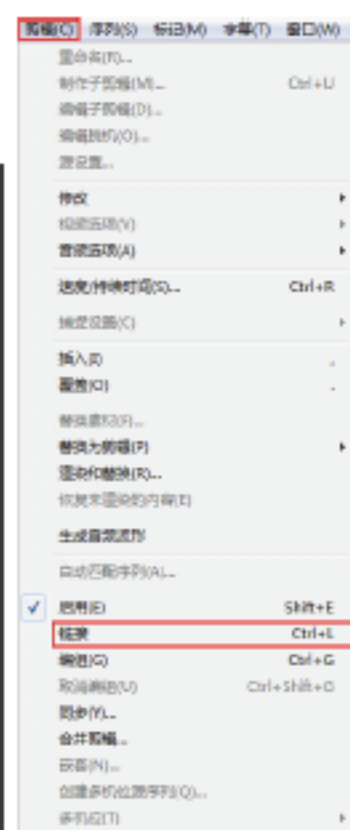 剪辑(C) 序列(S) 标记(M) 字幕(T) 窗口(W)
重命名(R)...
制作子剪辑(M)... Ctrl+U
编辑子剪辑(D)...
编辑脱机(O)...
源设置...
修改
视频选项(V)
音频选项(A)
速度/持续时间(S)... Ctrl+R
捕捉设置(C)
插入(I) ,
覆盖(O) .
替换素材(F)...
替换为剪辑(P)
渲染和替换(R)...
恢复未渲染的内容(E)
生成音频波形
自动匹配序列(A)...
启用(E) Shift+E
链接 Ctrl+L
编组(G) Ctrl+G
取消编组(U) Ctrl+Shift+G
同步(Y)...
合并剪辑...
嵌套(N)...
创建多机位源序列(Q)...
多机位(T)